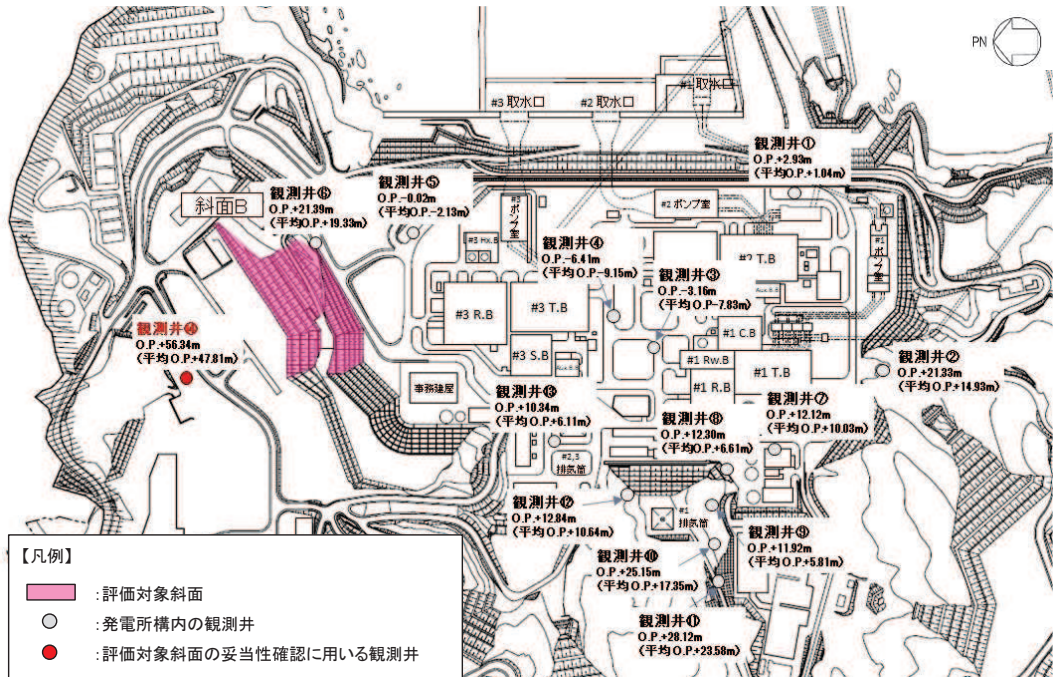 PN
#3 取水口
#2 取水口
#1 取水口
観測井①
O.P.+2.93m
(平均O.P.+1.04m)
観測井⑤
O.P.-0.02m
(平均O.P.-2.13m)
観測井⑥
O.P.+21.39m
(平均O.P.+19.33m)
斜面B
#3
ポンプ室
#2 ポンプ室
#1
ポンプ室
#3 Hx.B
観測井④
O.P.-6.41m
(平均O.P.-9.15m)
#2 T.B
観測井③
O.P.-3.16m
(平均O.P-7.83m)
Aux.B.B
#3 R.B
#3 T.B
観測井⑭
O.P.+56.34m
(平均O.P.+47.81m)
#1 C.B
#3 S.B
Aux.B.B
#1 Rw.B
#1 T.B
#1 R.B
観測井②
O.P.+21.33m
(平均O.P.+14.93m)
事務建屋
観測井⑬
O.P.+10.34m
(平均O.P.+6.11m)
観測井⑦
O.P.+12.12m
(平均O.P.+10.03m)
観測井⑧
O.P.+12.30m
(平均O.P.+6.61m)
#2,3
排気筒
観測井⑫
O.P.+12.84m
(平均O.P.+10.64m)
#1
排気筒
観測井⑨
O.P.+11.92m
(平均O.P.+5.81m)
観測井⑩
O.P.+25.15m
(平均O.P.+17.35m)
観測井⑪
O.P.+28.12m
(平均O.P.+23.58m)
【凡例】
:評価対象斜面
:発電所構内の観測井
:評価対象斜面の妥当性確認に用いる観測井